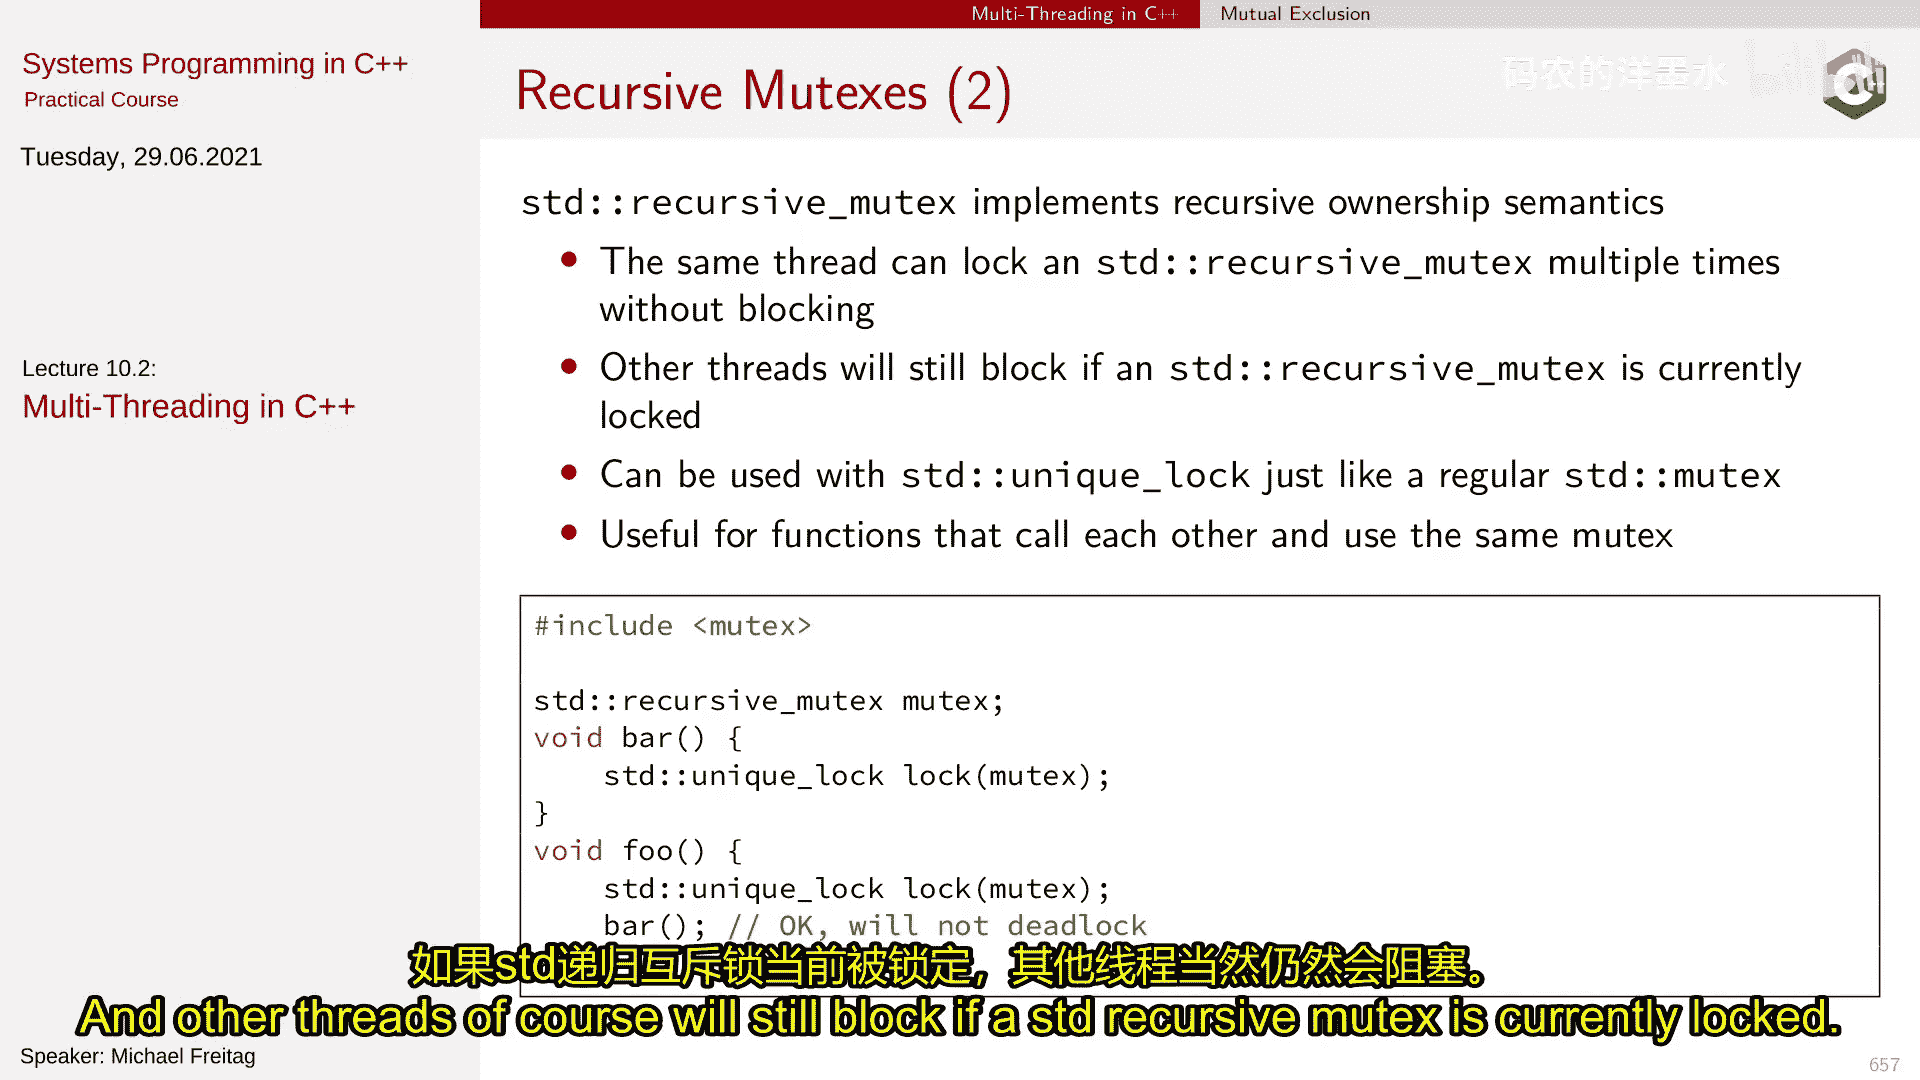 Multi-Threading in C++ Mutual Exclusion
Systems Programming in C++
Practical Course
Tuesday, 29.06.2021
Lecture 10.2:
Multi-Threading in C++
Recursive Mutexes (2)
码农的洋墨水 bilibili
std::recursive_mutex implements recursive ownership semantics
• The same thread can lock an std::recursive_mutex multiple times
without blocking
• Other threads will still block if an std::recursive_mutex is currently
locked
• Can be used with std::unique_lock just like a regular std::mutex
• Useful for functions that call each other and use the same mutex
#include <mutex>
std::recursive_mutex mutex;
void bar() {
    std::unique_lock lock(mutex);
}
void foo() {
    std::unique_lock lock(mutex);
    bar(); // OK, will not deadlock
如果std递归互斥锁当前被锁定，其他线程当然仍然会阻塞。
And other threads of course will still block if a std recursive mutex is currently locked.
Speaker: Michael Freitag
657